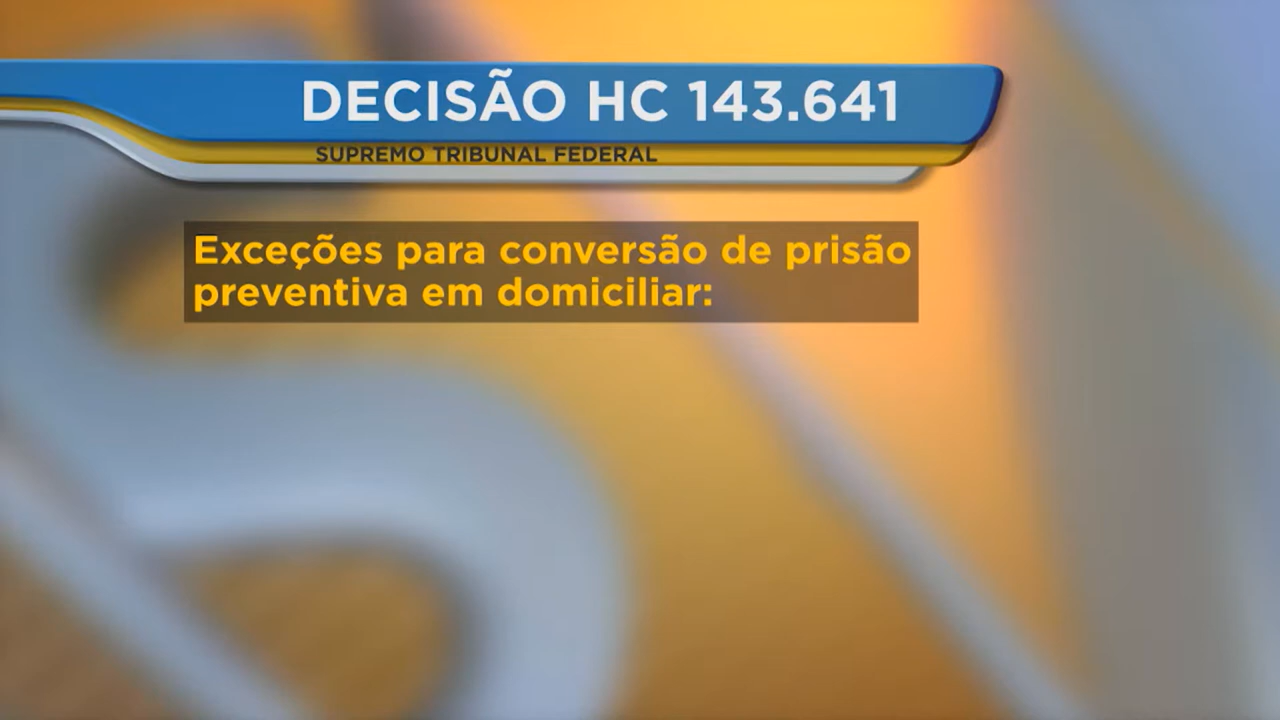 DECISÃO HC 143.641
SUPREMO TRIBUNAL FEDERAL
Exceções para conversão de prisão
preventiva em domiciliar: